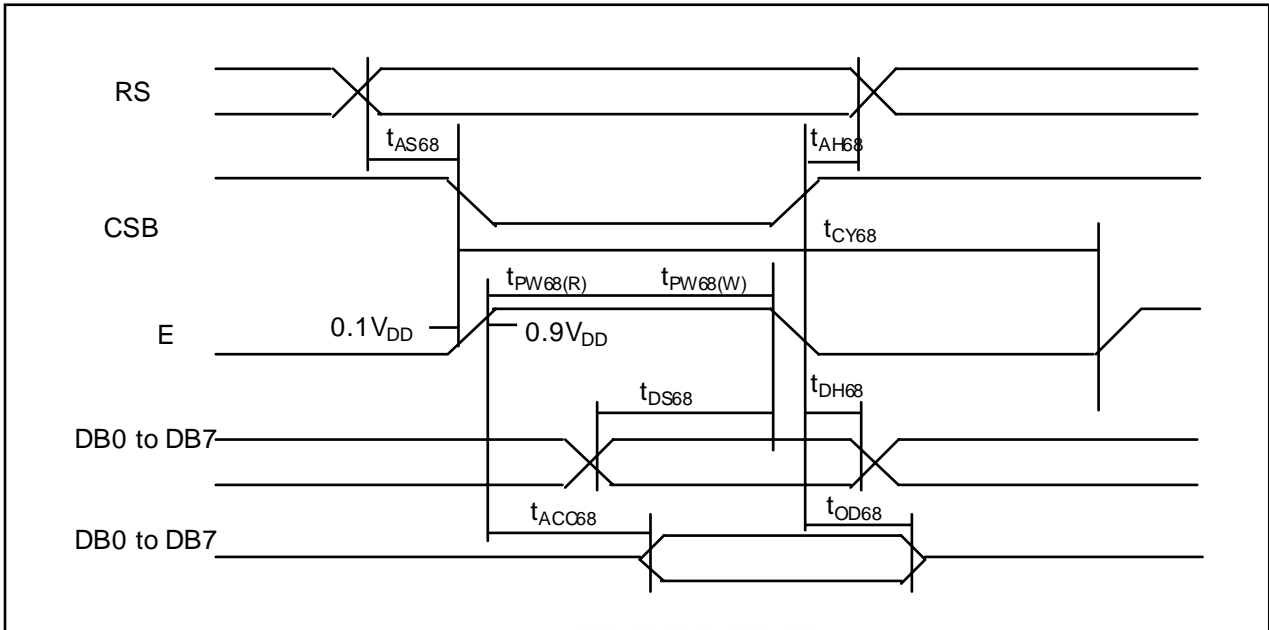 RS
tAS68
tAH68
CSB
tCY68
tPW68(R)
tPW68(W)
0.1VDD
0.9VDD
E
tDS68
tDH68
DB0 to DB7
tACC68
tOD68
DB0 to DB7